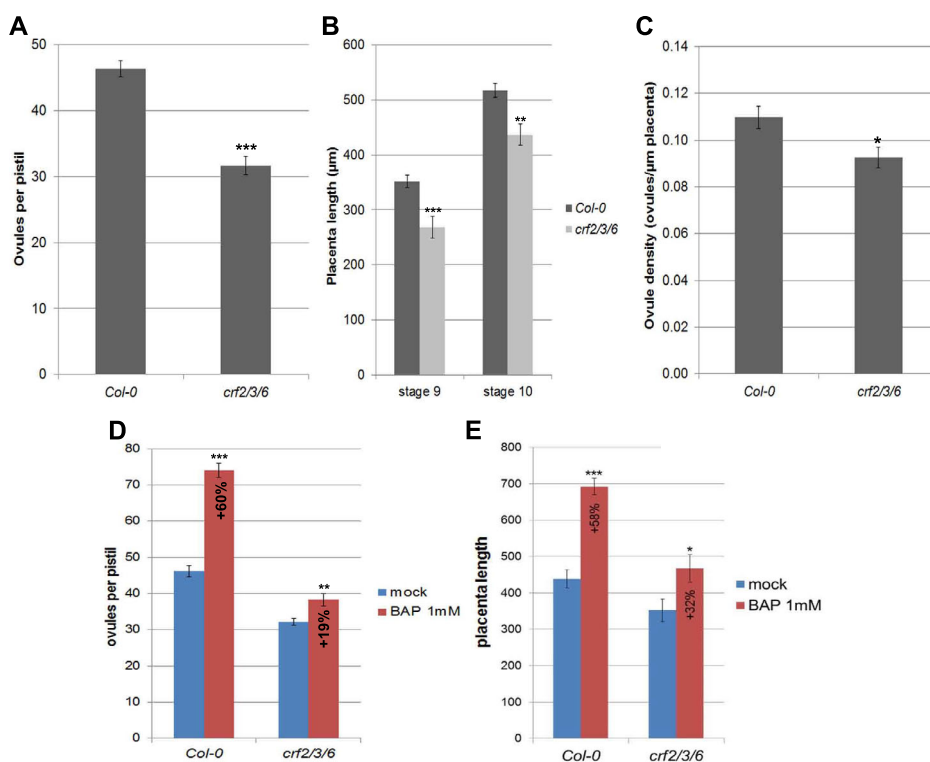 A
Ovules per pistil
50
40
30
20
10
0
***
Col-0
crf2/3/6
B
Placenta length (µm)
600
500
400
300
200
100
0
***
**
stage 9
stage 10
Col-0
crf2/3/6
C
Ovule density (ovules/µm placenta)
0.14
0.12
0.10
0.08
0.06
0.04
0.02
0.00
*
Col-0
crf2/3/6
D
ovules per pistil
80
70
60
50
40
30
20
10
0
***
+60%
**
+19%
Col-0
crf2/3/6
mock
BAP 1mM
E
placenta length
800
700
600
500
400
300
200
100
0
***
+58%
*
+32%
Col-0
crf2/3/6
mock
BAP 1mM